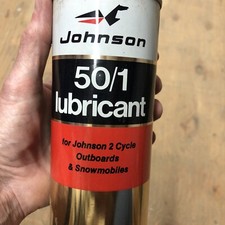 Johnson
50/1
lubricant
for Johnson 2 Cycle
Outboards
& Snowmobiles